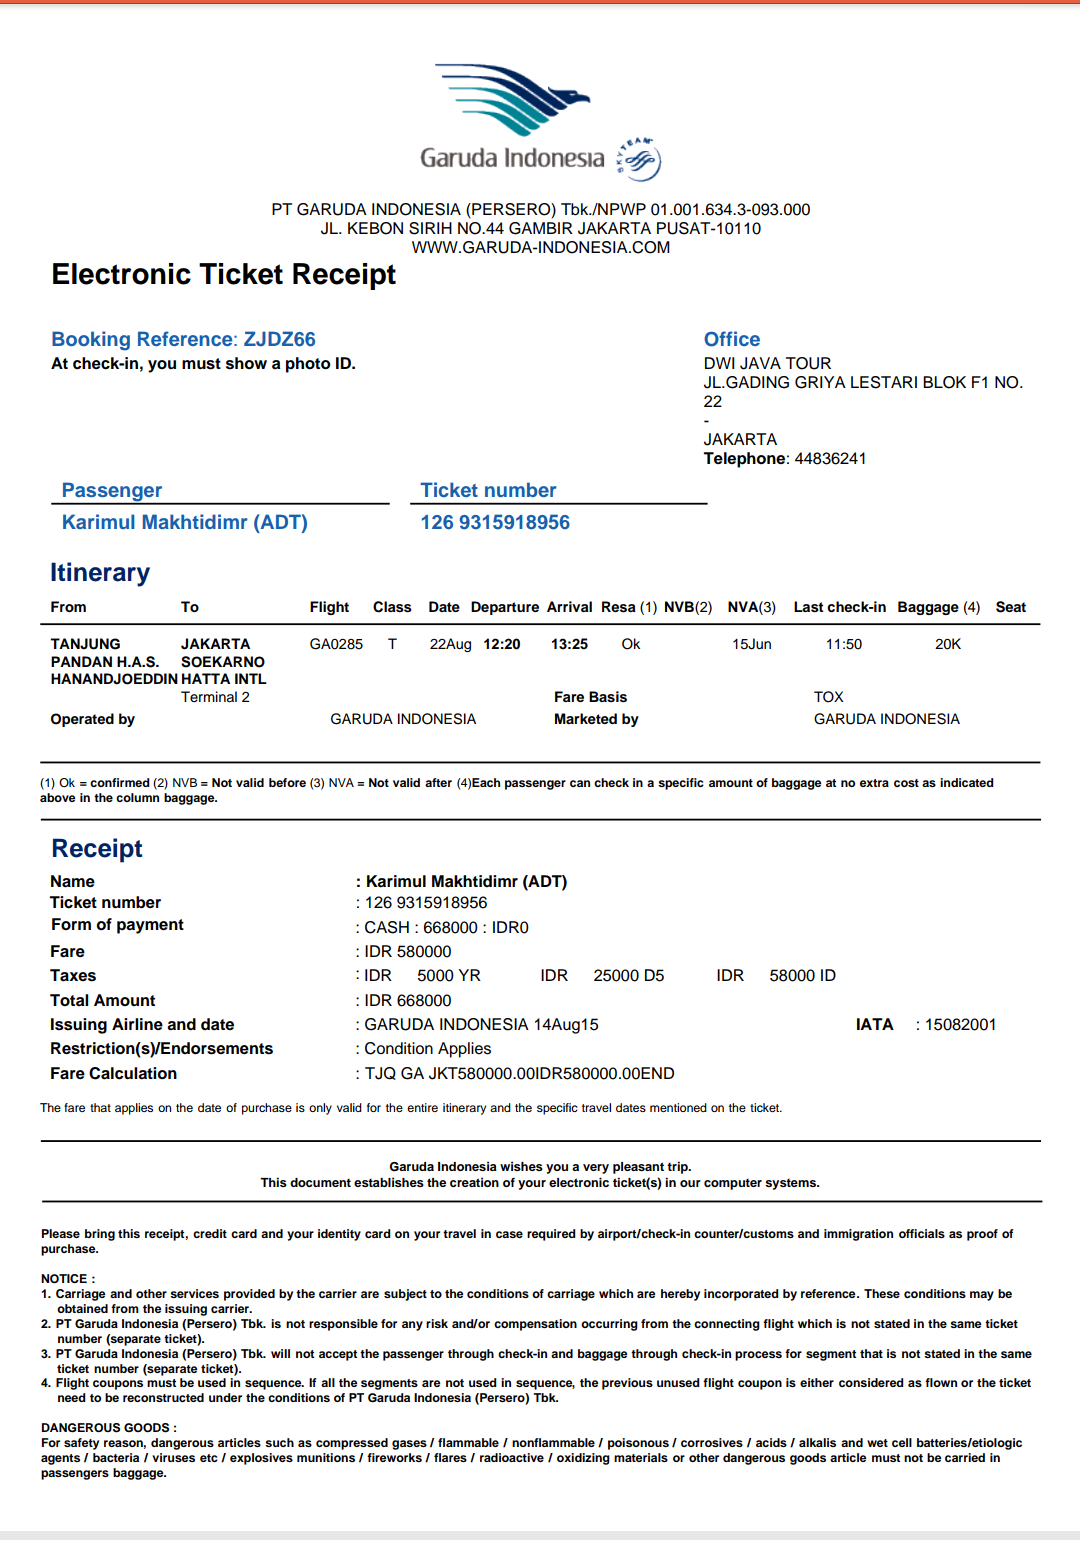 Garuda Indonesia
SKYTEAM
PT GARUDA INDONESIA (PERSERO) Tbk./NPWP 01.001.634.3-093.000
JL. KEBON SIRIH NO.44 GAMBIR JAKARTA PUSAT-10110
WWW.GARUDA-INDONESIA.COM
Electronic Ticket Receipt
Booking Reference: ZJDZ66
At check-in, you must show a photo ID.
Office
DWI JAVA TOUR
JL.GADING GRIYA LESTARI BLOK F1 NO.
22
-
JAKARTA
Telephone: 44836241
Passenger Ticket number
Karimul Makhtidimr (ADT) 126 9315918956
Itinerary
From To Flight Class Date Departure Arrival Resa (1) NVB(2) NVA(3) Last check-in Baggage (4) Seat
TANJUNG JAKARTA GA0285 T 22Aug 12:20 13:25 Ok 15Jun 11:50 20K
PANDAN H.A.S. SOEKARNO
HANANDJOEDDIN HATTA INTL
Terminal 2 Fare Basis TOX
Operated by GARUDA INDONESIA Marketed by GARUDA INDONESIA
(1) Ok = confirmed (2) NVB = Not valid before (3) NVA = Not valid after (4)Each passenger can check in a specific amount of baggage at no extra cost as indicated
above in the column baggage.
Receipt
Name : Karimul Makhtidimr (ADT)
Ticket number : 126 9315918956
Form of payment : CASH : 668000 : IDR0
Fare : IDR 580000
Taxes : IDR 5000 YR IDR 25000 D5 IDR 58000 ID
Total Amount : IDR 668000
Issuing Airline and date : GARUDA INDONESIA 14Aug15 IATA : 15082001
Restriction(s)/Endorsements : Condition Applies
Fare Calculation : TJQ GA JKT580000.00IDR580000.00END
The fare that applies on the date of purchase is only valid for the entire itinerary and the specific travel dates mentioned on the ticket.
Garuda Indonesia wishes you a very pleasant trip.
This document establishes the creation of your electronic ticket(s) in our computer systems.
Please bring this receipt, credit card and your identity card on your travel in case required by airport/check-in counter/customs and immigration officials as proof of
purchase.
NOTICE :
1. Carriage and other services provided by the carrier are subject to the conditions of carriage which are hereby incorporated by reference. These conditions may be
obtained from the issuing carrier.
2. PT Garuda Indonesia (Persero) Tbk. is not responsible for any risk and/or compensation occurring from the connecting flight which is not stated in the same ticket
number (separate ticket).
3. PT Garuda Indonesia (Persero) Tbk. will not accept the passenger through check-in and baggage through check-in process for segment that is not stated in the same
ticket number (separate ticket).
4. Flight coupons must be used in sequence. If all the segments are not used in sequence, the previous unused flight coupon is either considered as flown or the ticket
need to be reconstructed under the conditions of PT Garuda Indonesia (Persero) Tbk.
DANGEROUS GOODS :
For safety reason, dangerous articles such as compressed gases / flammable / nonflammable / poisonous / corrosives / acids / alkalis and wet cell batteries/etiologic
agents / bacteria / viruses etc / explosives munitions / fireworks / flares / radioactive / oxidizing materials or other dangerous goods article must not be carried in
passengers baggage.